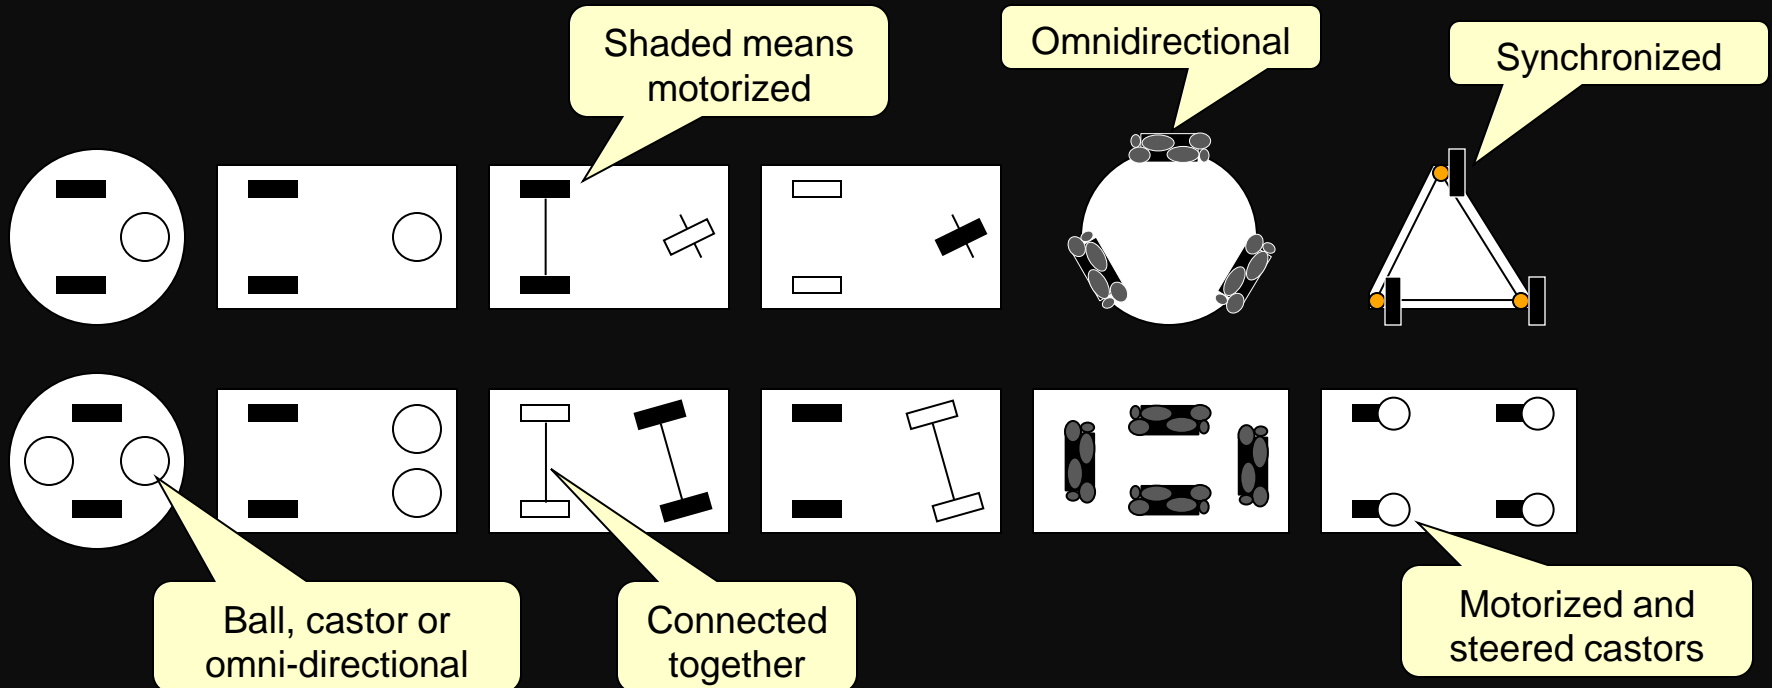 Shaded means
motorized
Omnidirectional
Synchronized
Ball, castor or
omni-directional
Connected
together
Motorized and
steered castors